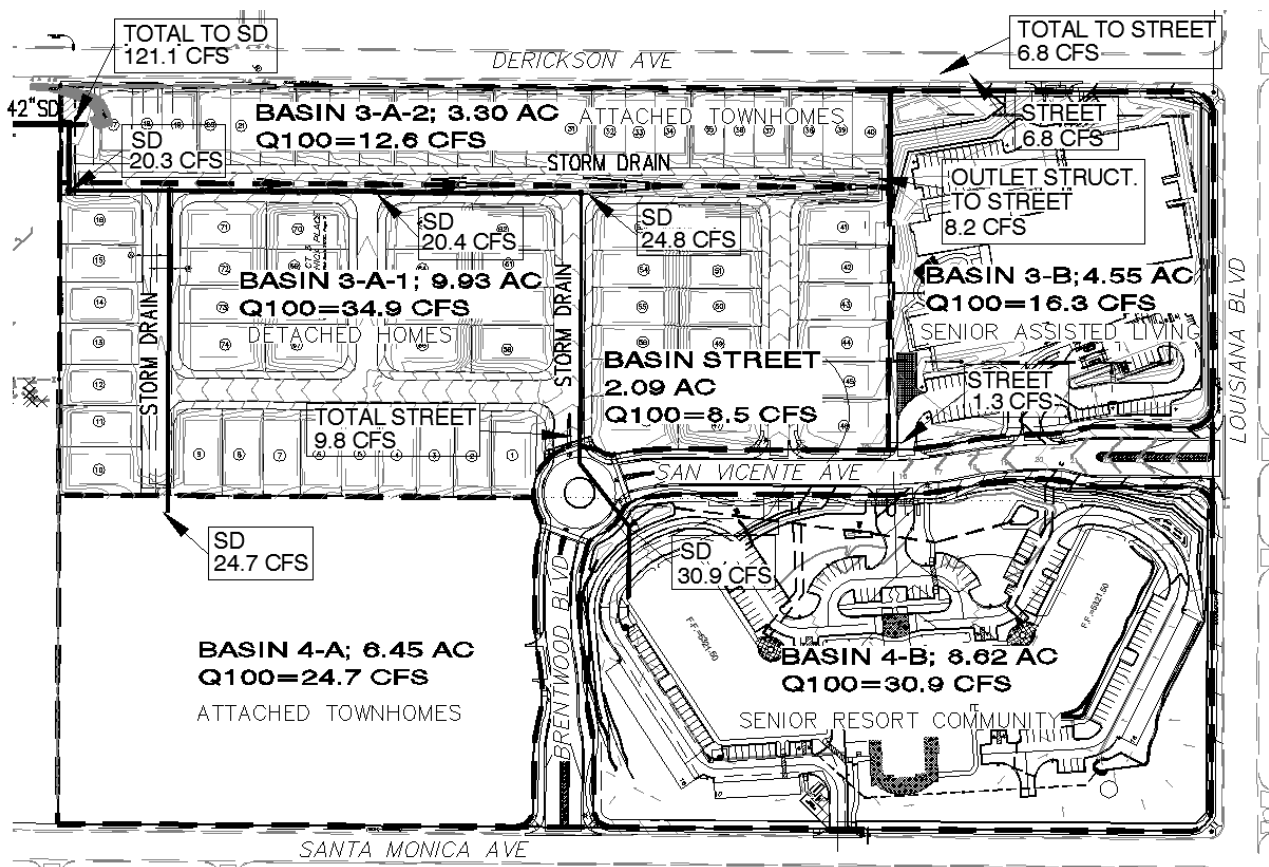 TOTAL TO SD
121.1 CFS
TOTAL TO STREET
6.8 CFS
DERICKSON AVE
42"SD
BASIN 3-A-2; 3.30 AC
Q100=12.6 CFS
ATTACHED TOWNHOMES
SD
20.3 CFS
STORM DRAIN
STREET
6.8 CFS
OUTLET STRUCT.
TO STREET
8.2 CFS
SD
20.4 CFS
SD
24.8 CFS
BASIN 3-A-1; 9.93 AC
Q100=34.9 CFS
DETACHED HOMES
BASIN 3-B; 4.55 AC
Q100=16.3 CFS
SENIOR ASSISTED LIVING
STORM DRAIN
STORM DRAIN
BASIN STREET
2.09 AC
Q100=8.5 CFS
STREET
1.3 CFS
TOTAL STREET
9.8 CFS
LOUISIANA BLVD
SAN VICENTE AVE
SD
24.7 CFS
SD
30.9 CFS
BRENTWOOD BLVD
F.F.=5321.50
F.F.=5321.50
BASIN 4-A; 6.45 AC
Q100=24.7 CFS
ATTACHED TOWNHOMES
BASIN 4-B; 8.62 AC
Q100=30.9 CFS
SENIOR RESORT COMMUNITY
SANTA MONICA AVE